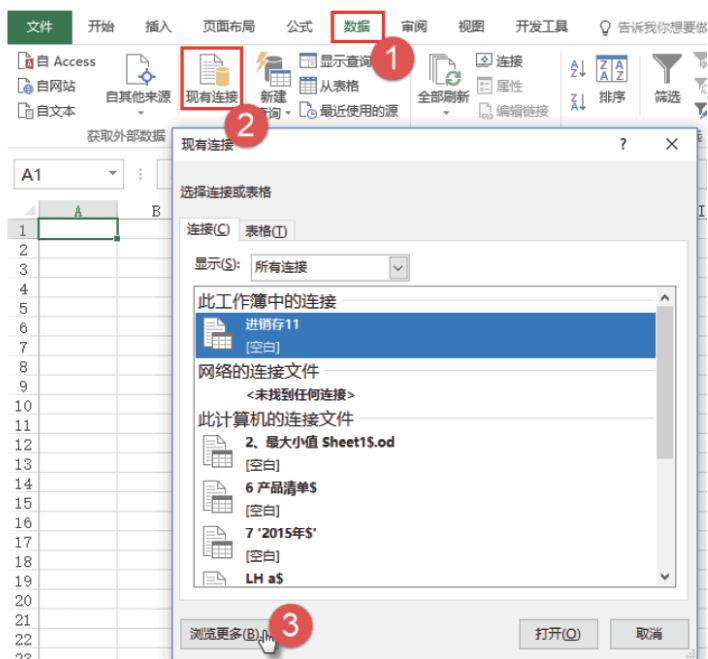 文件 开始 插入 页面布局 公式 数据 审阅 视图 开发工具 告诉我你想要做
自 Access
自网站
自文本
自其他来源
现有连接
新建
查询
显示查询
从表格
最近使用的源
全部刷新
连接
属性
编辑链接
排序
筛选
获取外部数据
1
2
现有连接 ?
A1
选择连接或表格
A B I
连接(C) 表格(T)
显示(S): 所有连接
此工作簿中的连接
进销存11
[空白]
网络的连接文件
<未找到任何连接>
此计算机的连接文件
2、最大小值 Sheet1$.od
[空白]
6 产品清单$
[空白]
7 '2015年$'
[空白]
LH a$
浏览更多(B)... 3 打开(O) 取消
1
2
3
4
5
6
7
8
9
10
11
12
13
14
15
16
17
18
19
20
21
22
23